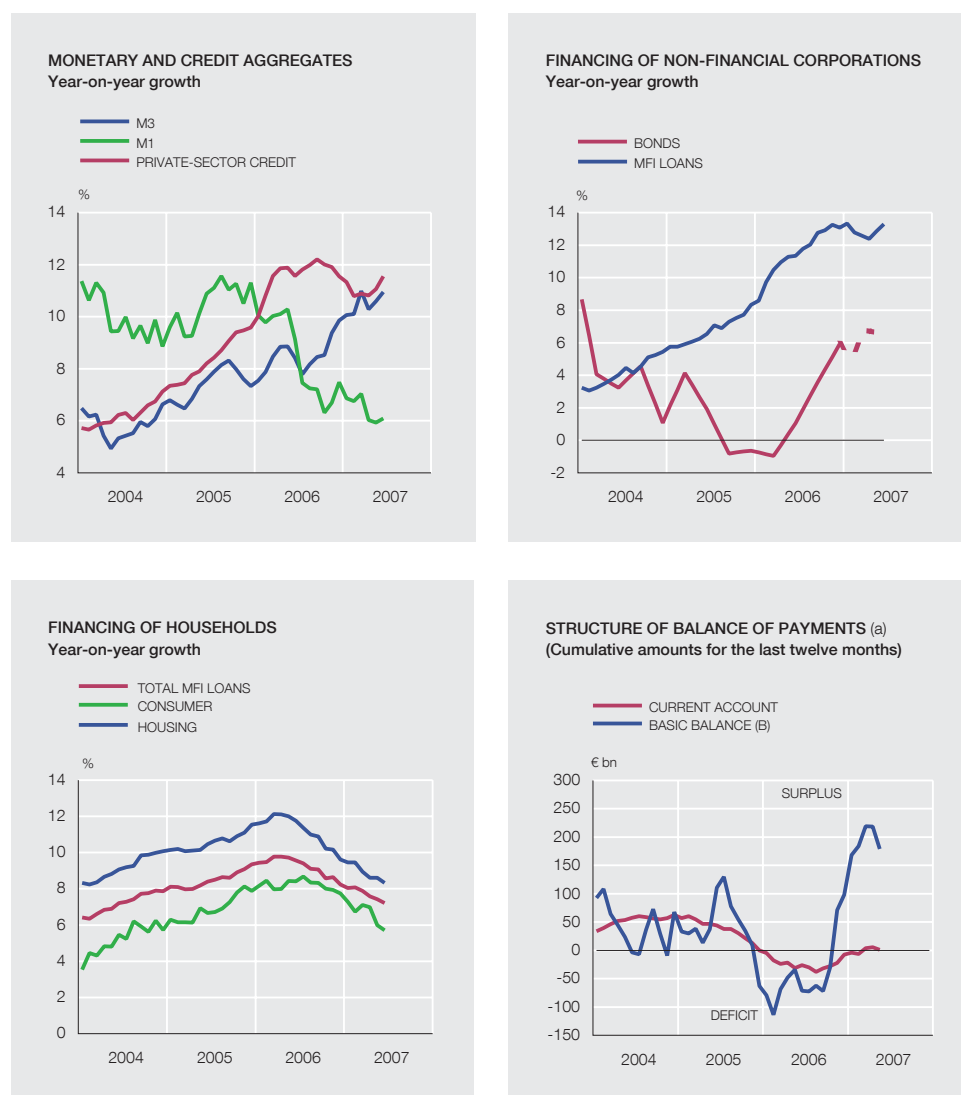 MONETARY AND CREDIT AGGREGATES
Year-on-year growth
M3
M1
PRIVATE-SECTOR CREDIT
%
14
12
10
8
6
4
2004 2005 2006 2007
FINANCING OF NON-FINANCIAL CORPORATIONS
Year-on-year growth
BONDS
MFI LOANS
%
14
12
10
8
6
4
2
0
-2
2004 2005 2006 2007
FINANCING OF HOUSEHOLDS
Year-on-year growth
TOTAL MFI LOANS
CONSUMER
HOUSING
%
14
12
10
8
6
4
2
0
2004 2005 2006 2007
STRUCTURE OF BALANCE OF PAYMENTS (a)
(Cumulative amounts for the last twelve months)
CURRENT ACCOUNT
BASIC BALANCE (B)
€ bn
300
SURPLUS
250
200
150
100
50
0
-50
-100
DEFICIT
-150
2004 2005 2006 2007